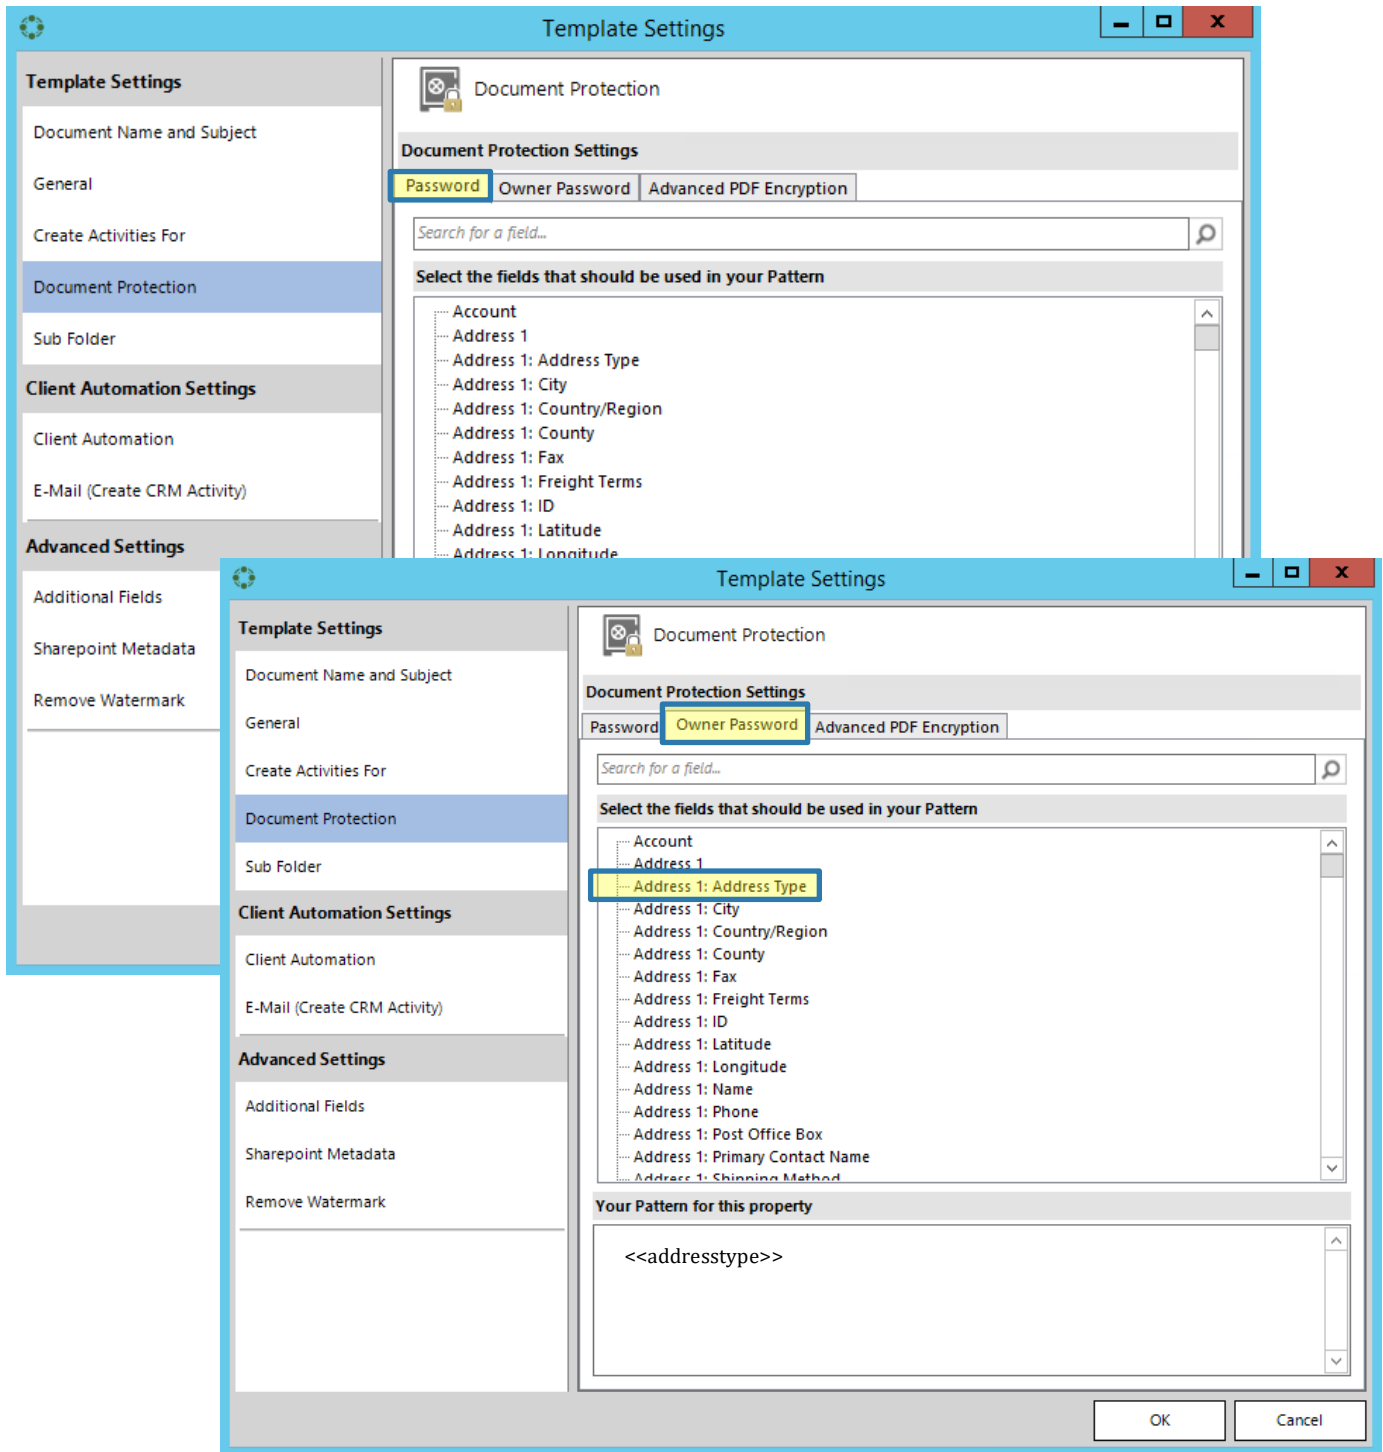 Template Settings
Template Settings
Document Name and Subject
General
Create Activities For
Document Protection
Sub Folder
Client Automation Settings
Client Automation
E-Mail (Create CRM Activity)
Advanced Settings
Additional Fields
Sharepoint Metadata
Remove Watermark
Document Protection
Document Protection Settings
Password Owner Password Advanced PDF Encryption
Search for a field...
Select the fields that should be used in your Pattern
Account
Address 1
Address 1: Address Type
Address 1: City
Address 1: Country/Region
Address 1: County
Address 1: Fax
Address 1: Freight Terms
Address 1: ID
Address 1: Latitude
Address 1: Longitude
Template Settings
Template Settings
Document Name and Subject
General
Create Activities For
Document Protection
Sub Folder
Client Automation Settings
Client Automation
E-Mail (Create CRM Activity)
Advanced Settings
Additional Fields
Sharepoint Metadata
Remove Watermark
Document Protection
Document Protection Settings
Password Owner Password Advanced PDF Encryption
Search for a field...
Select the fields that should be used in your Pattern
Account
Address 1
Address 1: Address Type
Address 1: City
Address 1: Country/Region
Address 1: County
Address 1: Fax
Address 1: Freight Terms
Address 1: ID
Address 1: Latitude
Address 1: Longitude
Address 1: Name
Address 1: Phone
Address 1: Post Office Box
Address 1: Primary Contact Name
Address 1: Shipping Method
Your Pattern for this property
<<addresstype>>
OK Cancel